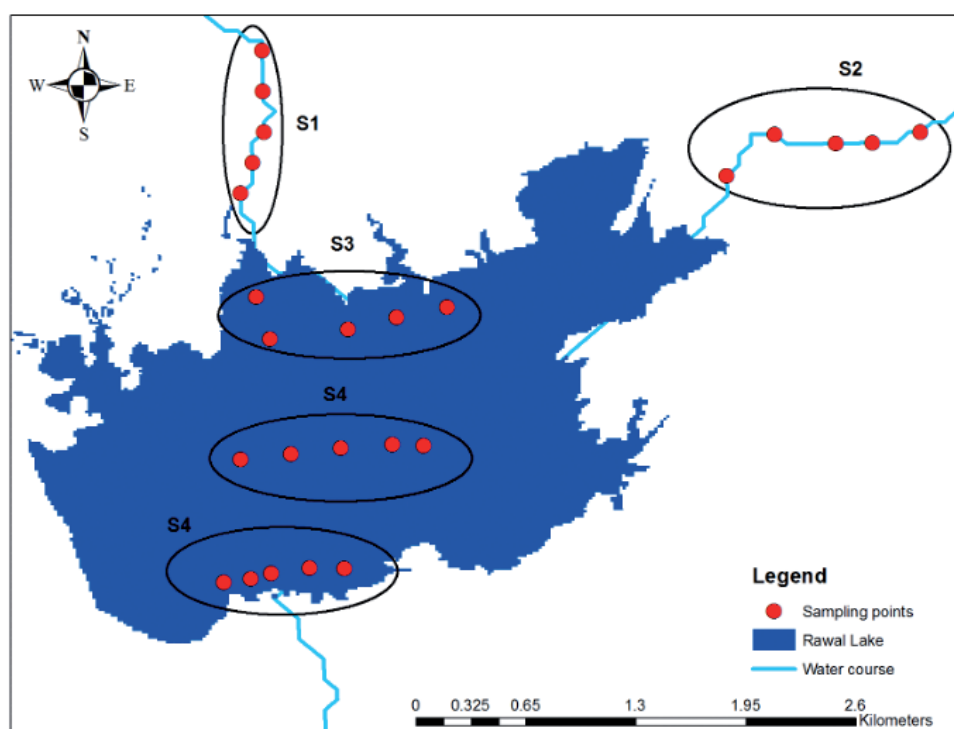 N
W E
S
S1
S2
S3
S4
S4
Legend
Sampling points
Rawal Lake
Water course
0 0.325 0.65 1.3 1.95 2.6
Kilometers